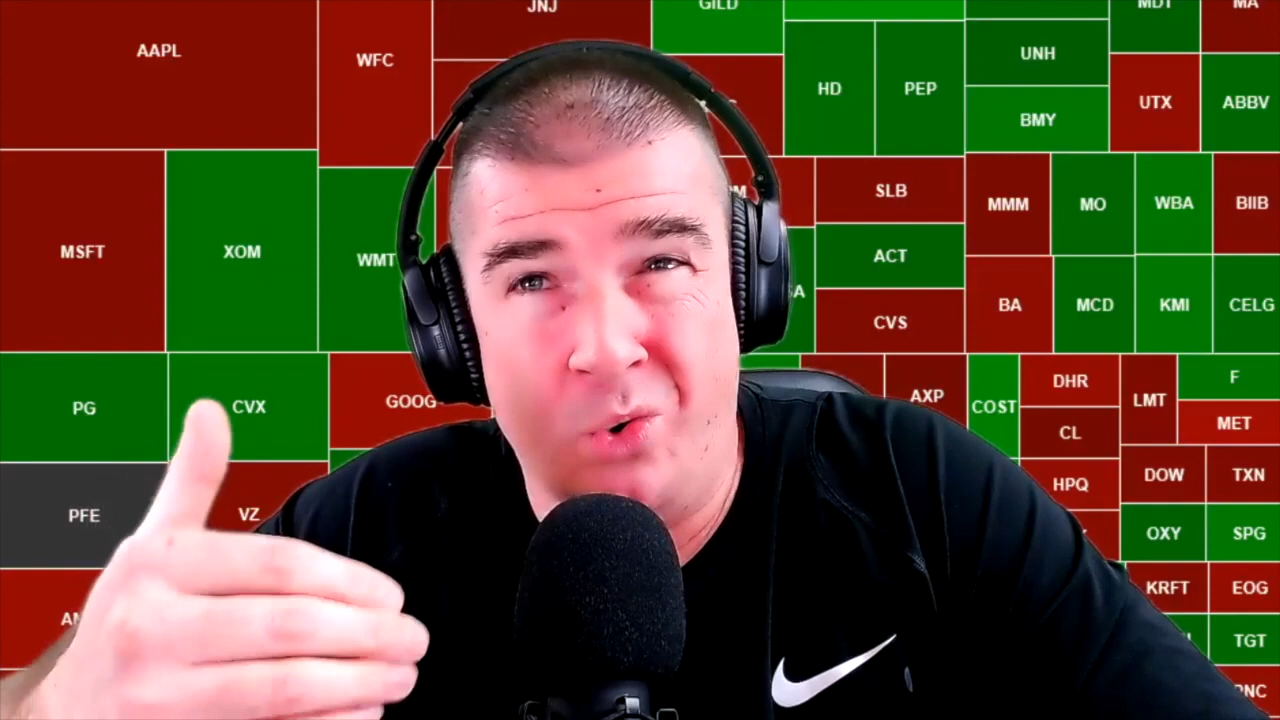 JNJ
GILD
MDT
MA
AAPL
WFC
HD
PEP
UNH
BMY
UTX
ABBV
MSFT
XOM
WMT
SLB
ACT
CVS
MMM
MO
WBA
BIIB
BA
MCD
KMI
CELG
PG
CVX
GOOG
AXP
COST
DHR
CL
LMT
F
MET
PFE
VZ
HPQ
DOW
TXN
OXY
SPG
KRFT
EOG
TGT